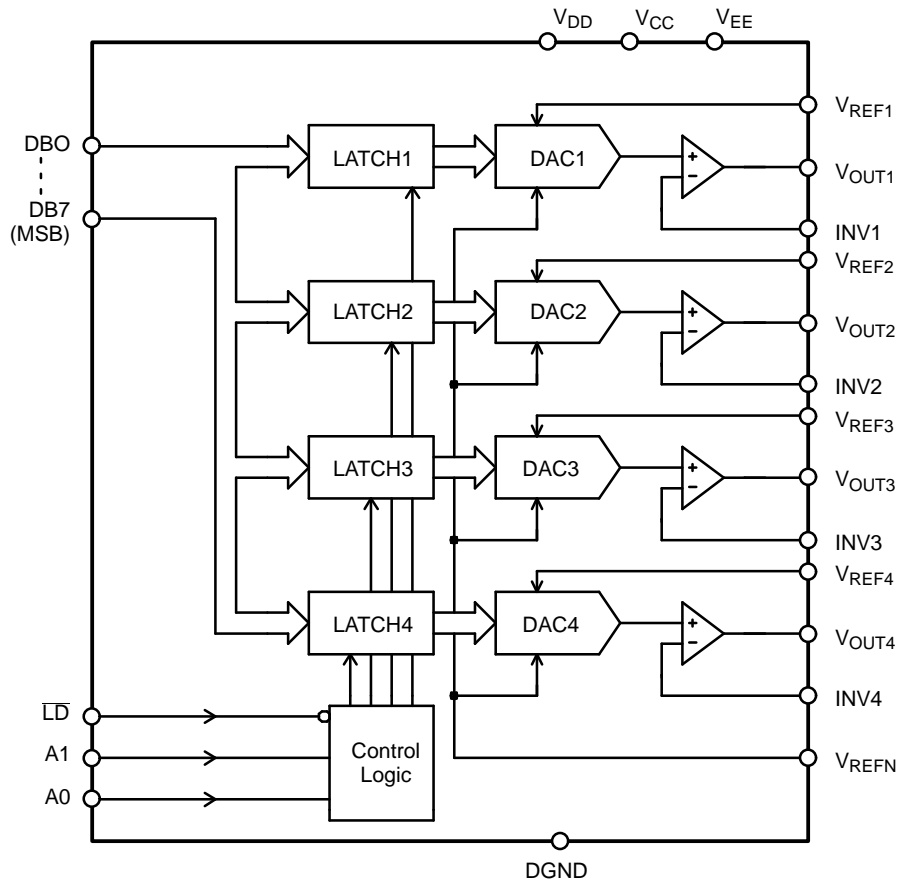 VDD VCC VEE
VREF1
DBO
LATCH1
DAC1
+
−
VOUT1
DB7
(MSB)
INV1
VREF2
LATCH2
DAC2
+
−
VOUT2
INV2
VREF3
LATCH3
DAC3
+
−
VOUT3
INV3
VREF4
LATCH4
DAC4
+
−
VOUT4
INV4
L̅D̅
A1
A0
Control
Logic
VREFN
DGND